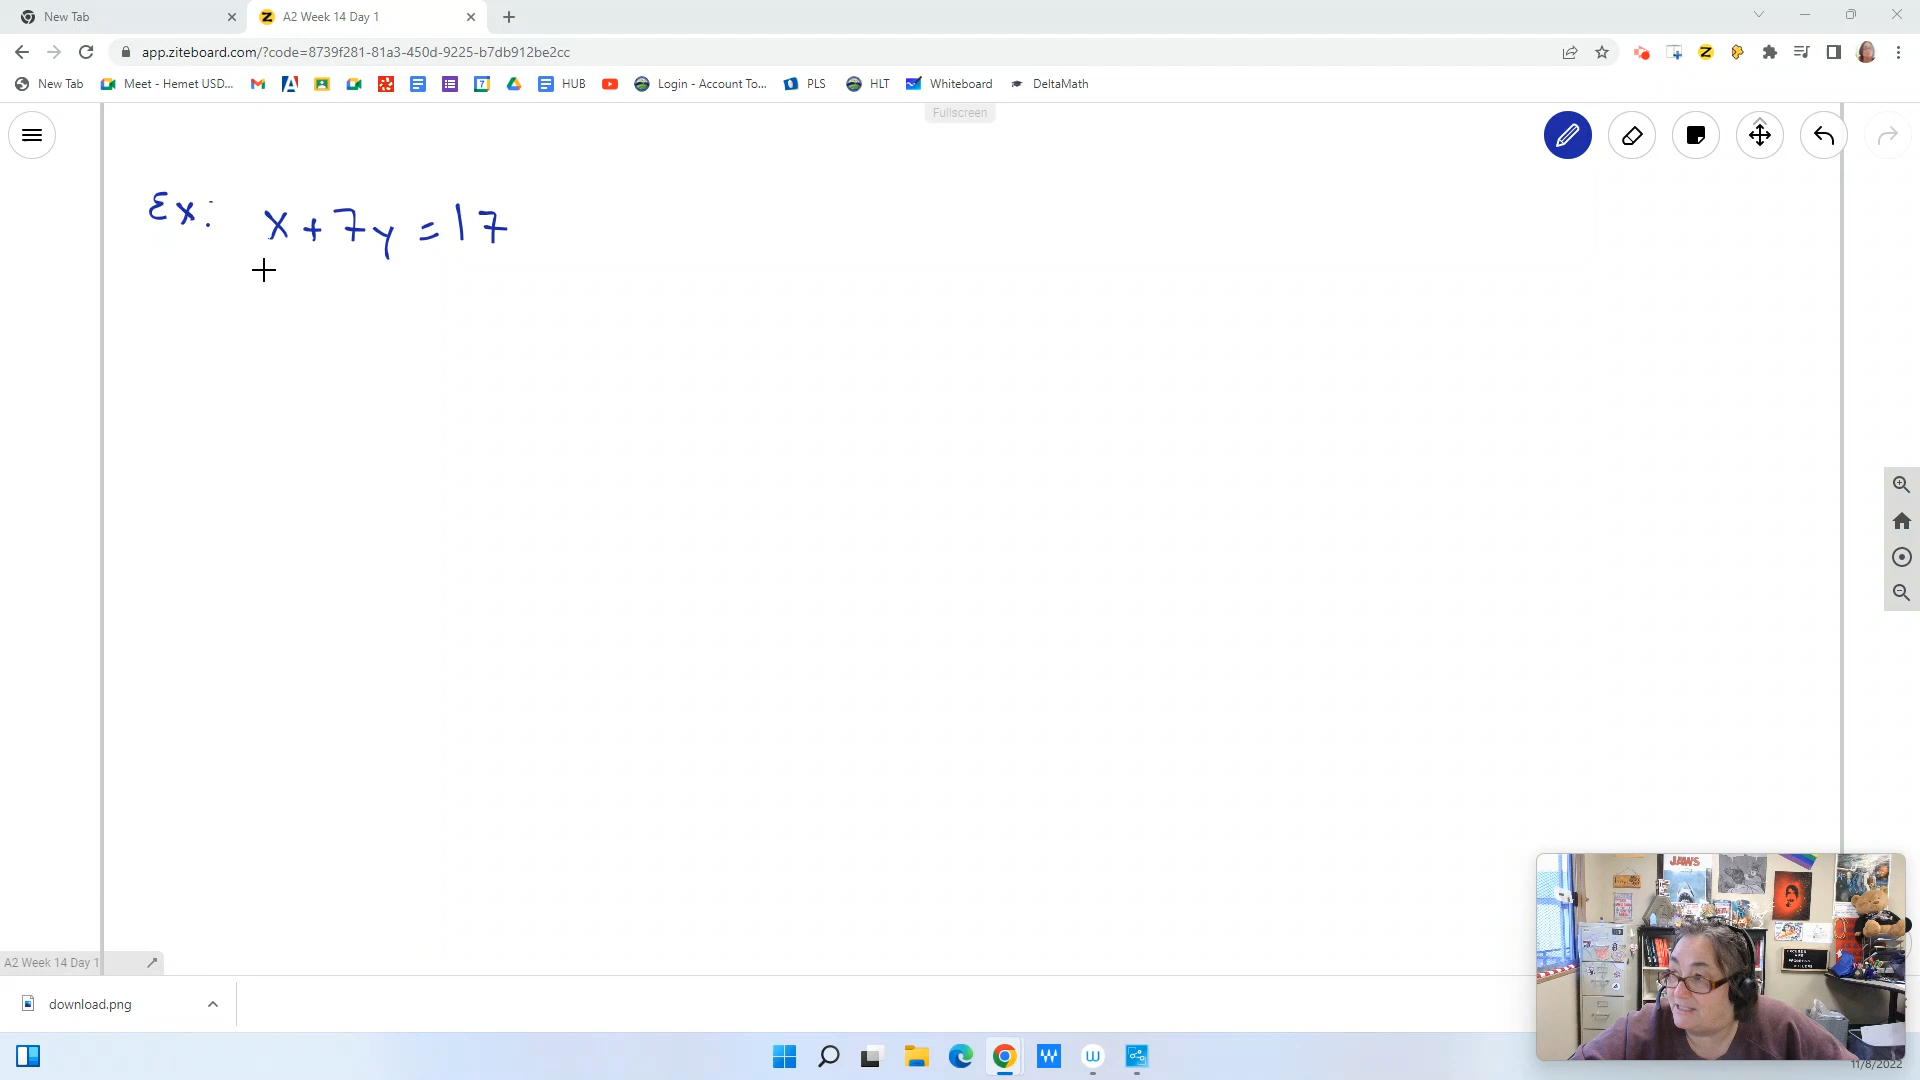 New Tab
A2 Week 14 Day 1
app.ziteboard.com/?code=8739f281-81a3-450d-9225-b7db912be2cc
New Tab
Meet - Hemet USD...
HUB
Login - Account To...
PLS
HLT
Whiteboard
DeltaMath
Fullscreen
Ex: x + 7y = 17
A2 Week 14 Day 1
download.png
JAWS
11/8/2022